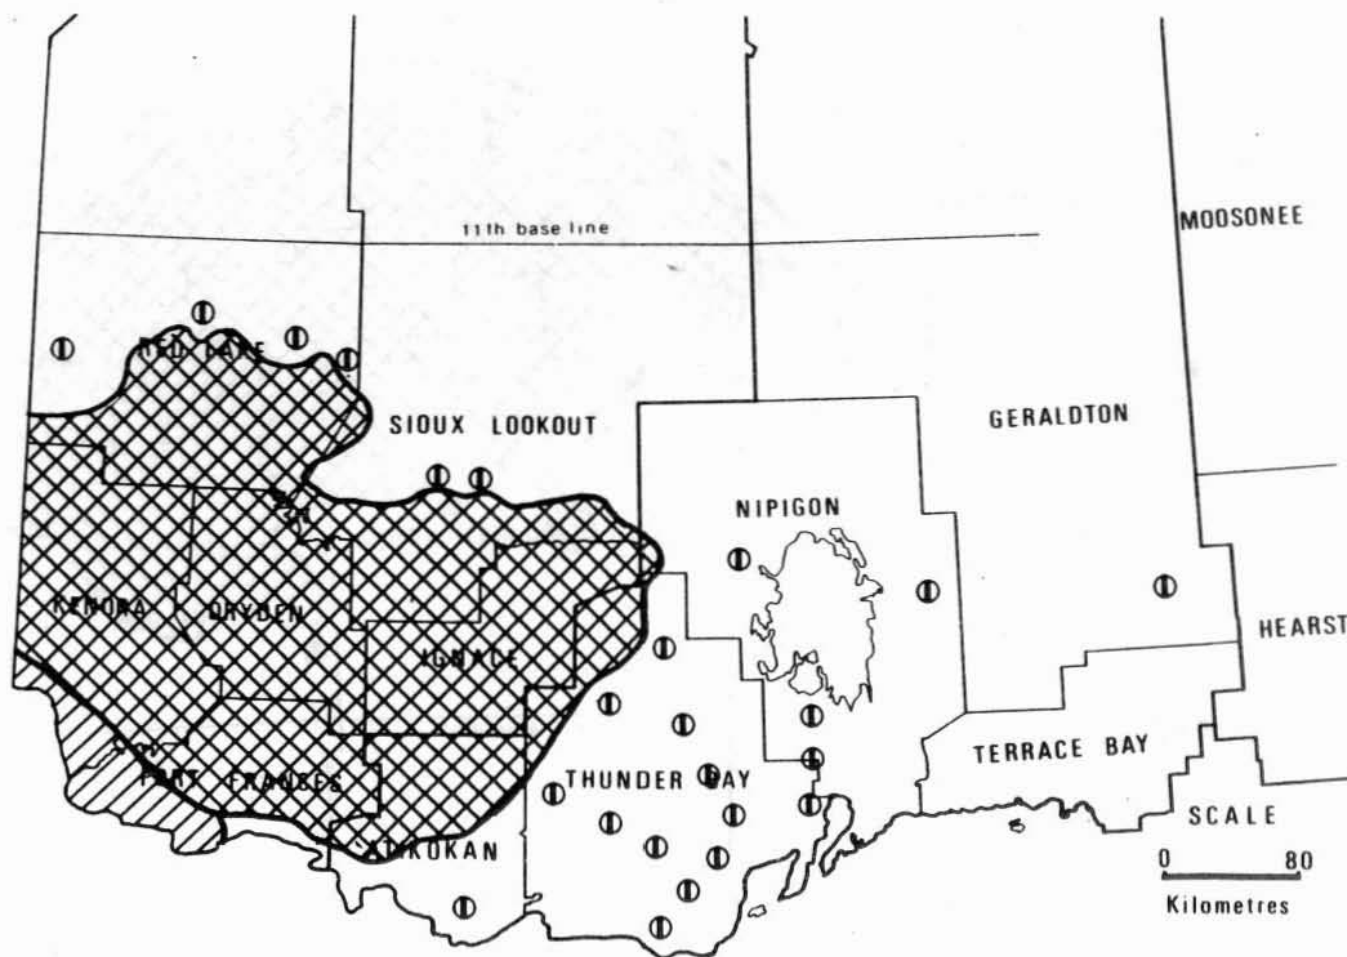 11th base line
MOOSONEE
RED LAKE
SIOUX LOOKOUT
GERALDTON
NIPIGON
KENORA
DRYDEN
IGNACE
HEARST
FORT FRANCES
THUNDER BAY
TERRACE BAY
ATIKOKAN
SCALE
0 80
Kilometres